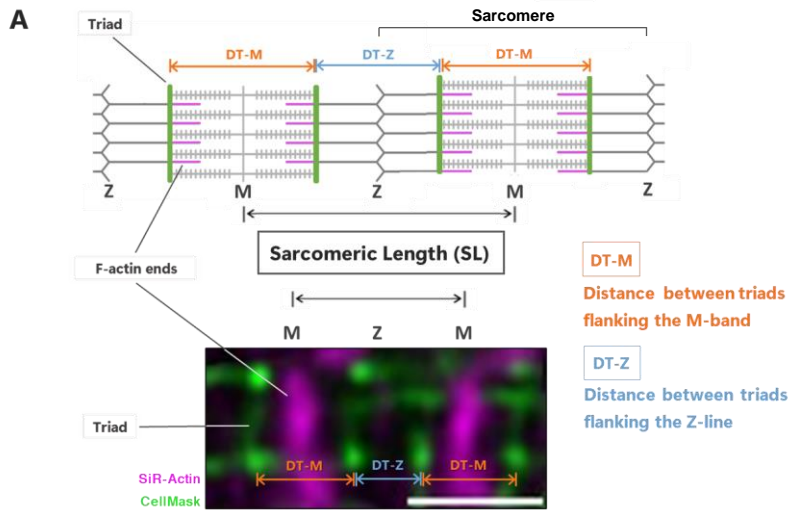 A
Sarcomere
Triad
DT-M
DT-Z
DT-M
Z
M
Z
M
Z
Sarcomeric Length (SL)
F-actin ends
DT-M
Distance between triads
flanking the M-band
M
Z
M
DT-Z
Distance between triads
flanking the Z-line
Triad
DT-M
DT-Z
DT-M
SiR-Actin
CellMask